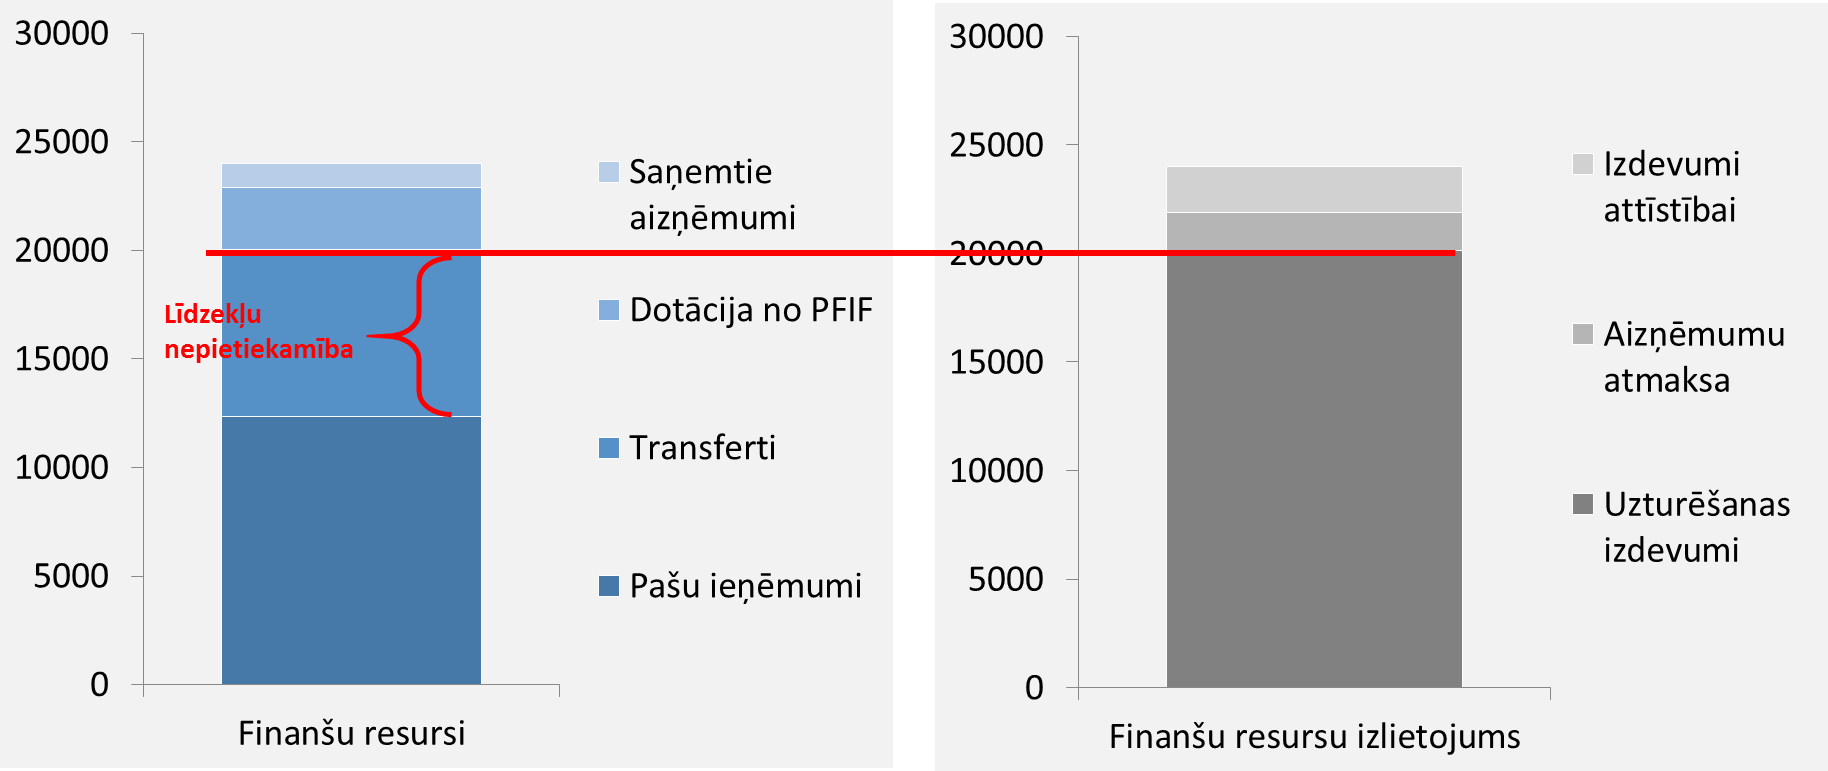 30000
25000
20000
15000
10000
5000
0
Līdzekļu
nepietiekamība
Finanšu resursi
Saņemtie
aizņēmumi
Dotācija no PFIF
Transferti
Pašu ieņēmumi
30000
25000
20000
15000
10000
5000
0
Finanšu resursu izlietojums
Izdevumi
attīstībai
Aizņēmumu
atmaksa
Uzturēšanas
izdevumi